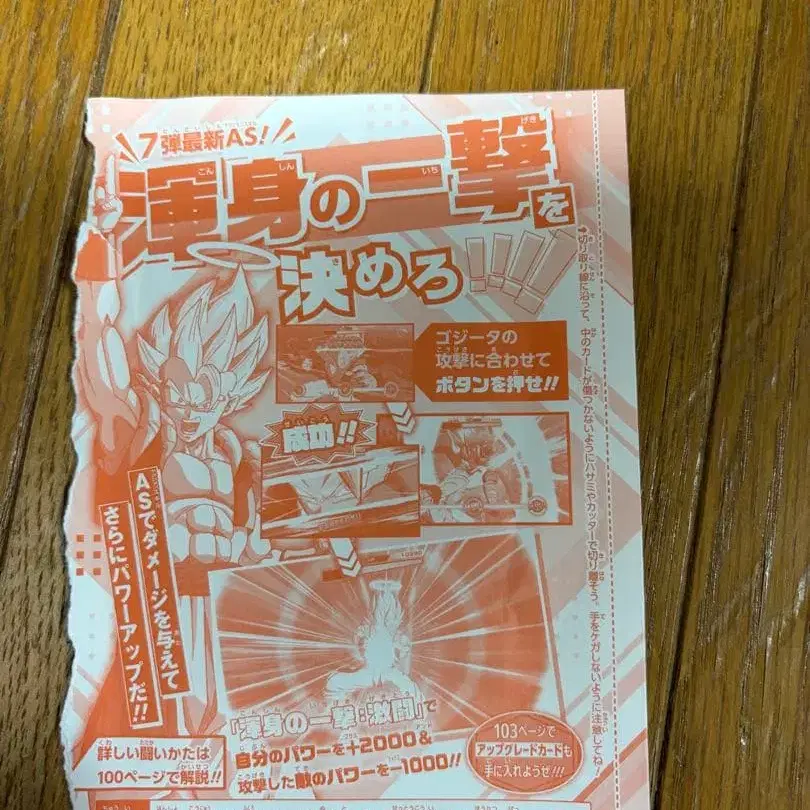 7弾最新AS!
渾身の一撃を
決めろ!!!!!
ゴジータの
攻撃に合わせて
ボタンを押せ!!
成功!!
ASでダメージを与えて
さらにパワーアップだ!!
「渾身の一撃:激闘」で
自分のパワーを+2000&
攻撃した敵のパワーを-1000!!
詳しい闘いかたは
100ページで解説!!
103ページで
アップグレードカードも
手に入れようぜ!!!
切り取り線に沿って、中のカードが傷つかないようにハサミやカッターで切り離そう。手をケガしないように注意してね!